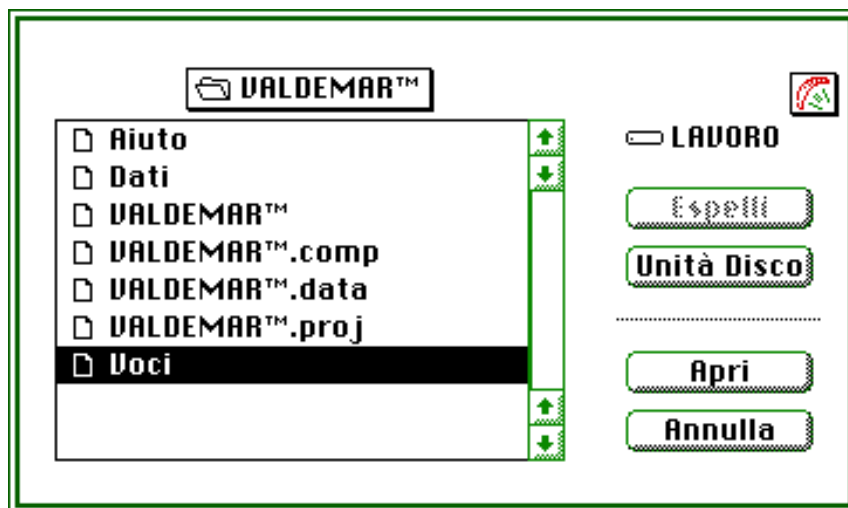 VALDEMAR™
Aiuto
Dati
VALDEMAR™
VALDEMAR™.comp
VALDEMAR™.data
VALDEMAR™.proj
Voci
LAVORO
Espelli
Unità Disco
Apri
Annulla